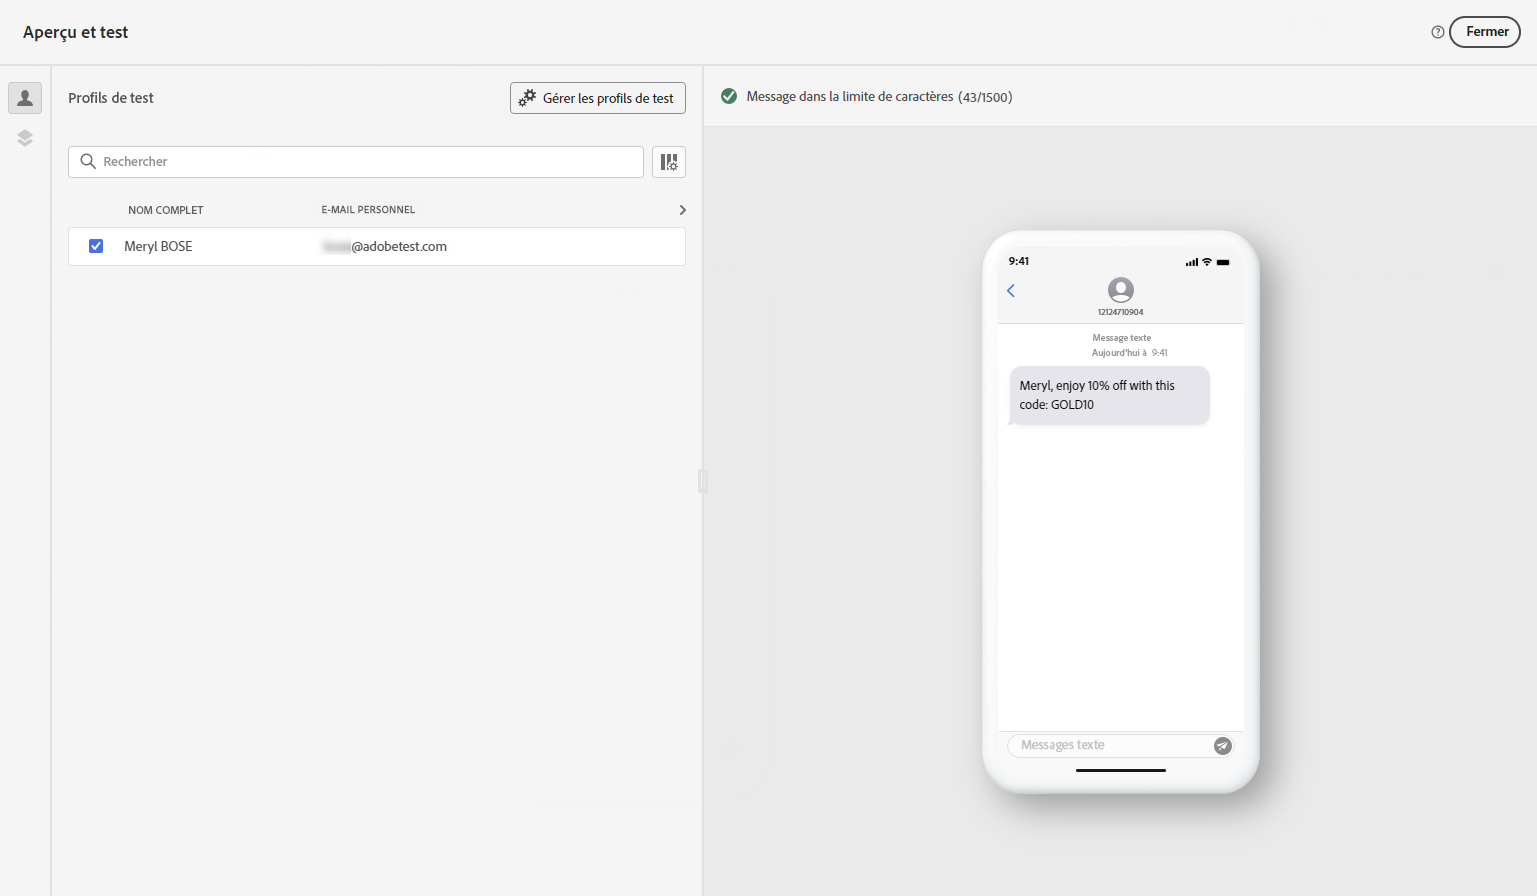 Aperçu et test
Fermer
Profils de test
Gérer les profils de test
Message dans la limite de caractères (43/1500)
Rechercher
NOM COMPLET
E-MAIL PERSONNEL
Meryl BOSE
@adobetest.com
9:41
12124710904
Message texte
Aujourd'hui à 9:41
Meryl, enjoy 10% off with this
code: GOLD10
Messages texte